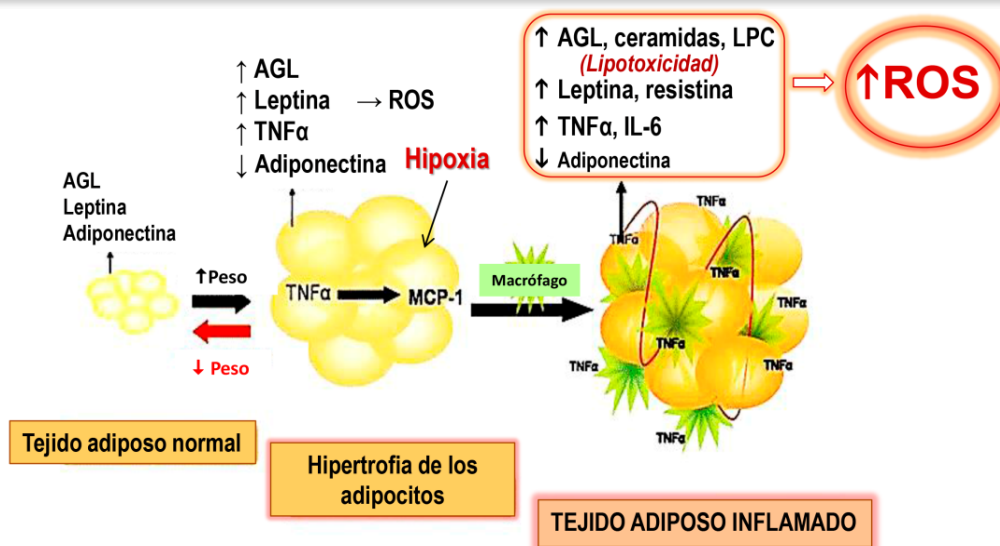 AGL
Leptina
Adiponectina
↑Peso
↓ Peso
Tejido adiposo normal
↑ AGL
↑ Leptina → ROS
↑ TNFα
↓ Adiponectina
Hipoxia
TNFα
MCP-1
Hipertrofia de los
adipocitos
Macrófago
↑ AGL, ceramidas, LPC
(Lipotoxicidad)
↑ Leptina, resistina
↑ TNFα, IL-6
↓ Adiponectina
↑ROS
TNFα
TNFα
TNFα
TNFα
TNFα
TNFα
TNFα
TNFα
TEJIDO ADIPOSO INFLAMADO